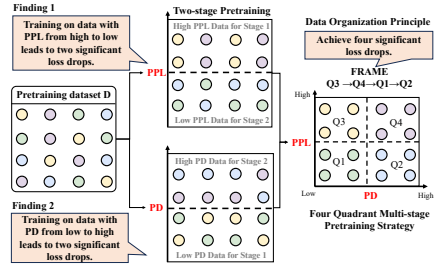 Finding 1
Training on data with
PPL from high to low
leads to two significant
loss drops.
Pretraining dataset D
Finding 2
Training on data with
PD from low to high
leads to two significant
loss drops.
Two-stage Pretraining
High PPL Data for Stage 1
PPL
Low PPL Data for Stage 2
High PD Data for Stage 2
PD
Low PD Data for Stage 1
Data Organization Principle
Achieve four significant
loss drops.
FRAME
Q3 →Q4→Q1→Q2
High
Q3
Q4
PPL
Q1
Q2
Low
PD
High
Four Quadrant Multi-stage
Pretraining Strategy